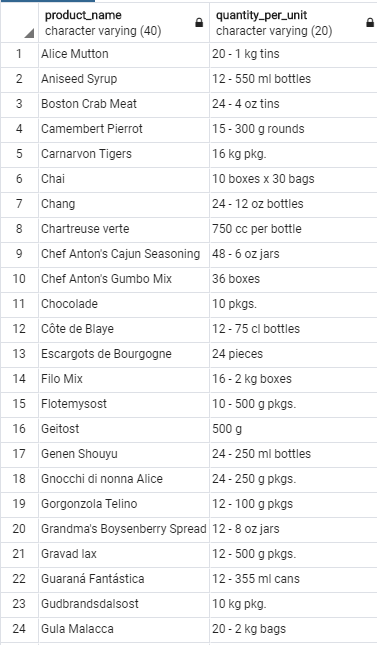 product_name quantity_per_unit
character varying (40) character varying (20)
1 Alice Mutton 20 - 1 kg tins
2 Aniseed Syrup 12 - 550 ml bottles
3 Boston Crab Meat 24 - 4 oz tins
4 Camembert Pierrot 15 - 300 g rounds
5 Carnarvon Tigers 16 kg pkg.
6 Chai 10 boxes x 30 bags
7 Chang 24 - 12 oz bottles
8 Chartreuse verte 750 cc per bottle
9 Chef Anton's Cajun Seasoning 48 - 6 oz jars
10 Chef Anton's Gumbo Mix 36 boxes
11 Chocolade 10 pkgs.
12 Côte de Blaye 12 - 75 cl bottles
13 Escargots de Bourgogne 24 pieces
14 Filo Mix 16 - 2 kg boxes
15 Flotemysost 10 - 500 g pkgs.
16 Geitost 500 g
17 Genen Shouyu 24 - 250 ml bottles
18 Gnocchi di nonna Alice 24 - 250 g pkgs.
19 Gorgonzola Telino 12 - 100 g pkgs
20 Grandma's Boysenberry Spread 12 - 8 oz jars
21 Gravad lax 12 - 500 g pkgs.
22 Guaraná Fantástica 12 - 355 ml cans
23 Gudbrandsdalsost 10 kg pkg.
24 Gula Malacca 20 - 2 kg bags